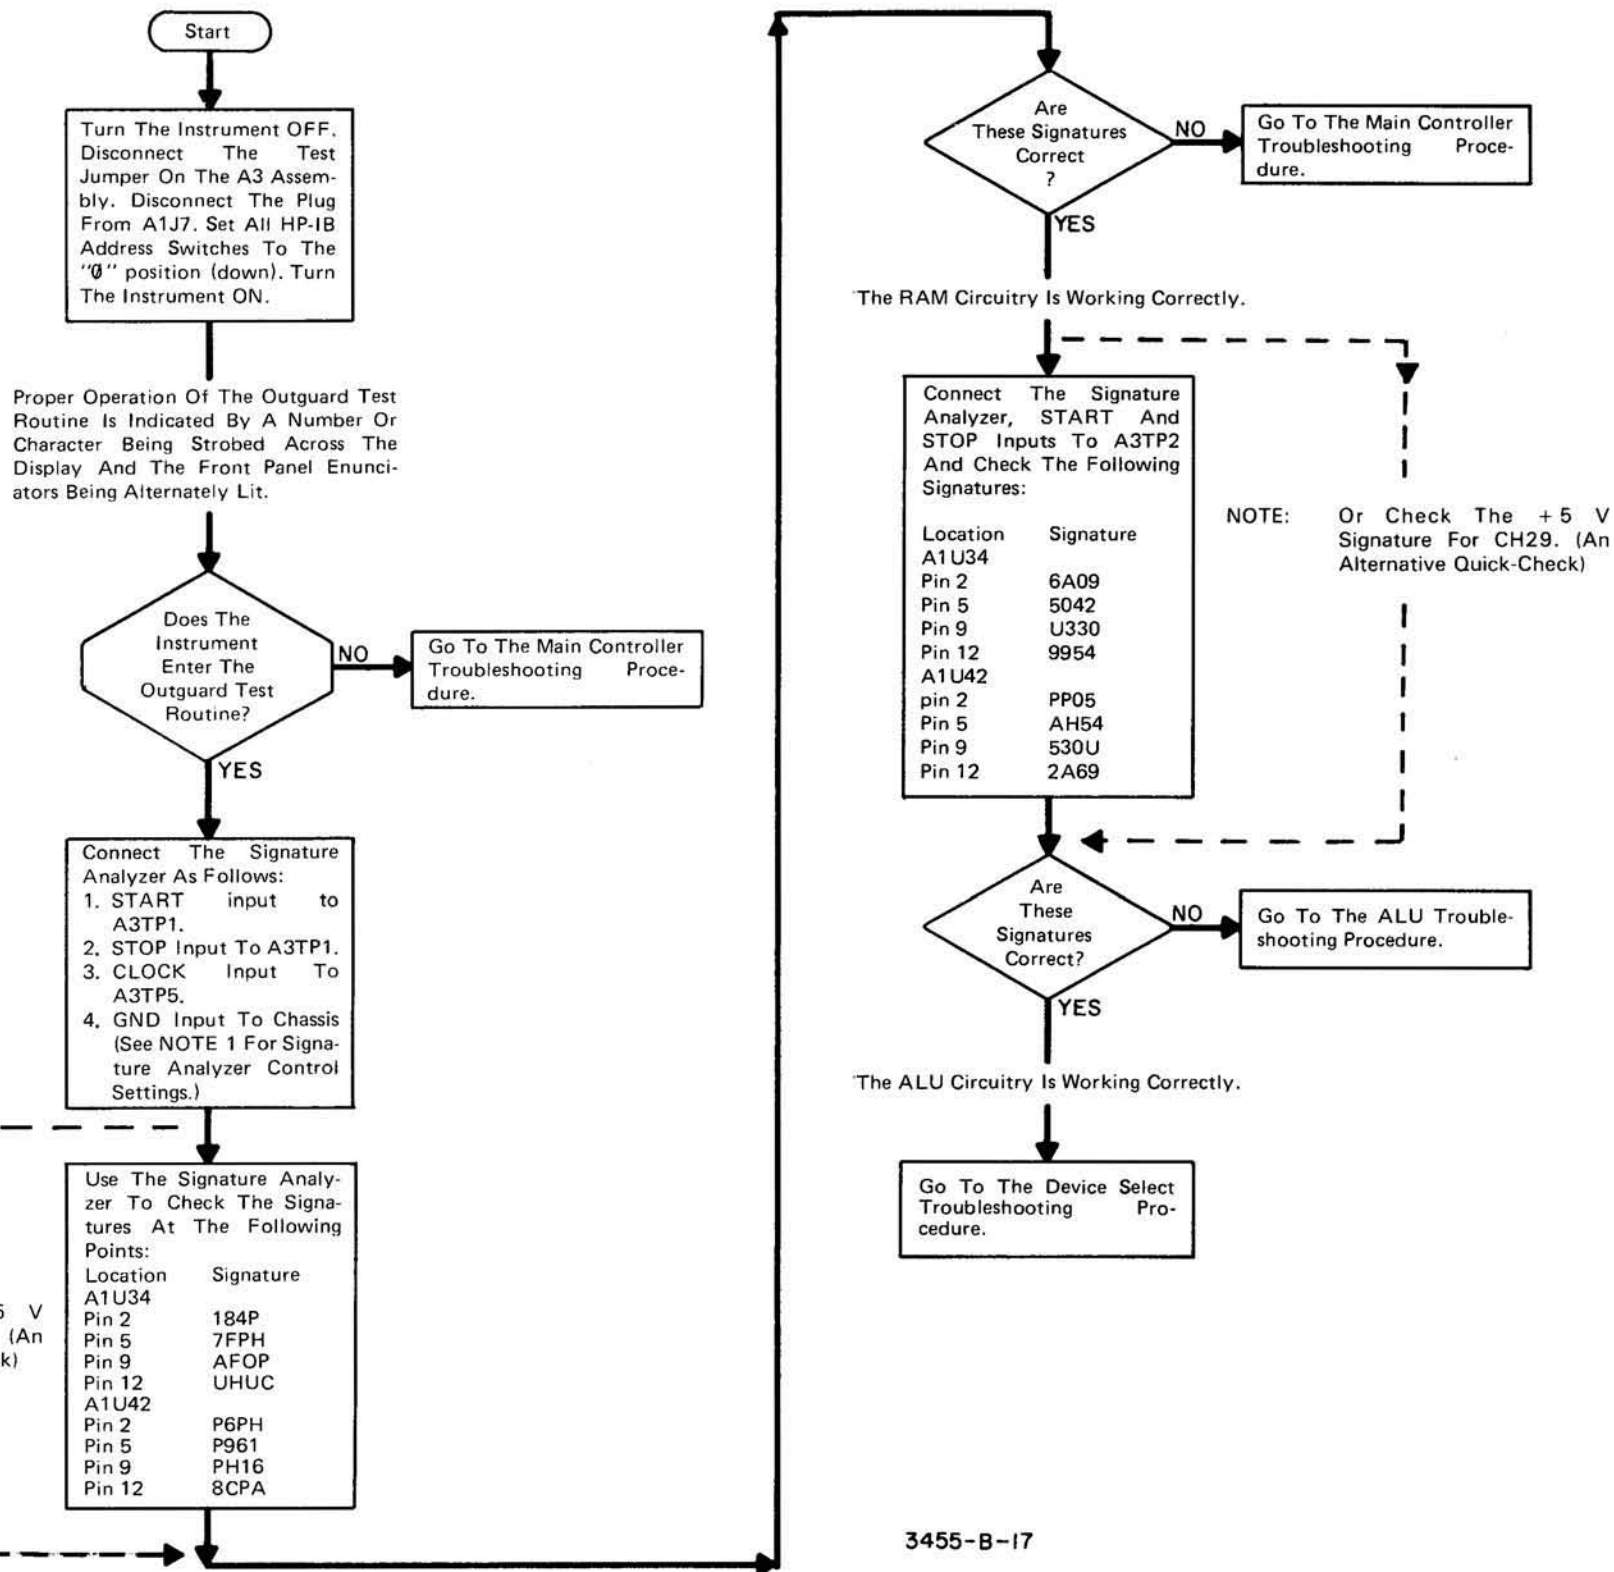 Start
Turn The Instrument OFF.
Disconnect The Test
Jumper On The A3 Assem-
bly. Disconnect The Plug
From A1J7. Set All HP-IB
Address Switches To The
"0" position (down). Turn
The Instrument ON.
Proper Operation Of The Outguard Test
Routine Is Indicated By A Number Or
Character Being Strobed Across The
Display And The Front Panel Enunci-
ators Being Alternately Lit.
Does The
Instrument
Enter The
Outguard Test
Routine?
NO
Go To The Main Controller
Troubleshooting Proce-
dure.
YES
Connect The Signature
Analyzer As Follows:
1. START input to
A3TP1.
2. STOP Input To A3TP1.
3. CLOCK Input To
A3TP5.
4. GND Input To Chassis
(See NOTE 1 For Signa-
ture Analyzer Control
Settings.)
Use The Signature Analy-
zer To Check The Signa-
tures At The Following
Points:
Location Signature
A1U34
Pin 2 184P
Pin 5 7FPH
Pin 9 AFOP
Pin 12 UHUC
A1U42
Pin 2 P6PH
Pin 5 P961
Pin 9 PH16
Pin 12 8CPA
V
(An
k)
Are
These Signatures
Correct
?
NO
Go To The Main Controller
Troubleshooting Proce-
dure.
YES
The RAM Circuitry Is Working Correctly.
Connect The Signature
Analyzer, START And
STOP Inputs To A3TP2
And Check The Following
Signatures:
Location Signature
A1U34
Pin 2 6A09
Pin 5 5042
Pin 9 U330
Pin 12 9954
A1U42
pin 2 PP05
Pin 5 AH54
Pin 9 530U
Pin 12 2A69
NOTE: Or Check The +5 V
Signature For CH29. (An
Alternative Quick-Check)
Are
These
Signatures
Correct?
NO
Go To The ALU Trouble-
shooting Procedure.
YES
The ALU Circuitry Is Working Correctly.
Go To The Device Select
Troubleshooting Pro-
cedure.
3455-B-17